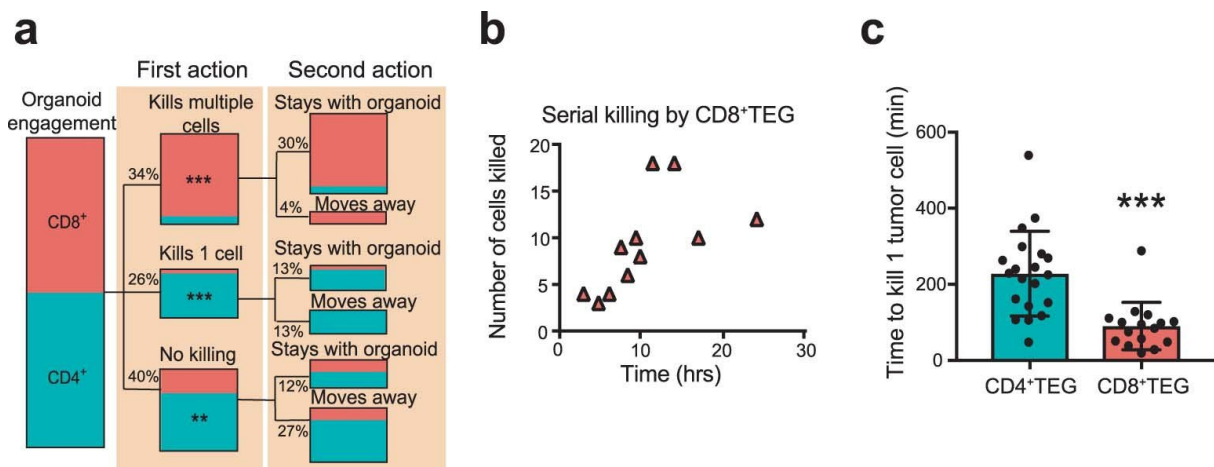 a
First action
Second action
Organoid
engagement
CD8+
CD4+
Kills multiple
cells
34%
***
Kills 1 cell
26%
***
No killing
40%
**
Stays with organoid
30%
4%
Moves away
Stays with organoid
13%
Moves away
13%
Stays with organoid
12%
Moves away
27%
b
Serial killing by CD8+TEG
Number of cells killed
20
15
10
5
0
0
10
20
30
Time (hrs)
c
Time to kill 1 tumor cell (min)
600
400
200
0
***
CD4+TEG
CD8+TEG